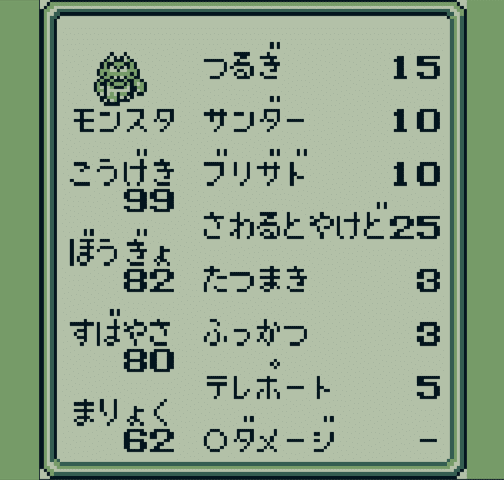 つるぎ 15
モンスタ サンダー 10
こうげき ブリザド 10
99
さわるとやけど 25
ぼうぎょ
82 たつまき 3
すばやさ ふっかつ 3
80
テレポート 5
まりょく
62 〇ダメージ -